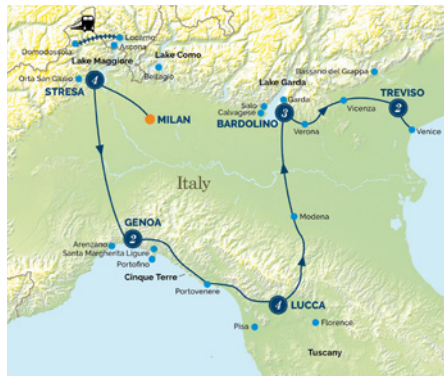 Locarno
Domodossola
Ascona
Lake Como
Lake Maggiore
Bellagio
Orta San Giulio
4
STRESA
MILAN
Bassano del Grappa
Lake Garda
Garda
Salo
Calvagese
3
BARDOLINO
Verona
Vicenza
TREVISO
2
Venice
Italy
GENOA
2
Arenzano
Santa Margherita Ligure
Portofino
Cinque Terre
Portovenere
Modena
4
LUCCA
Pisa
Florence
Tuscany